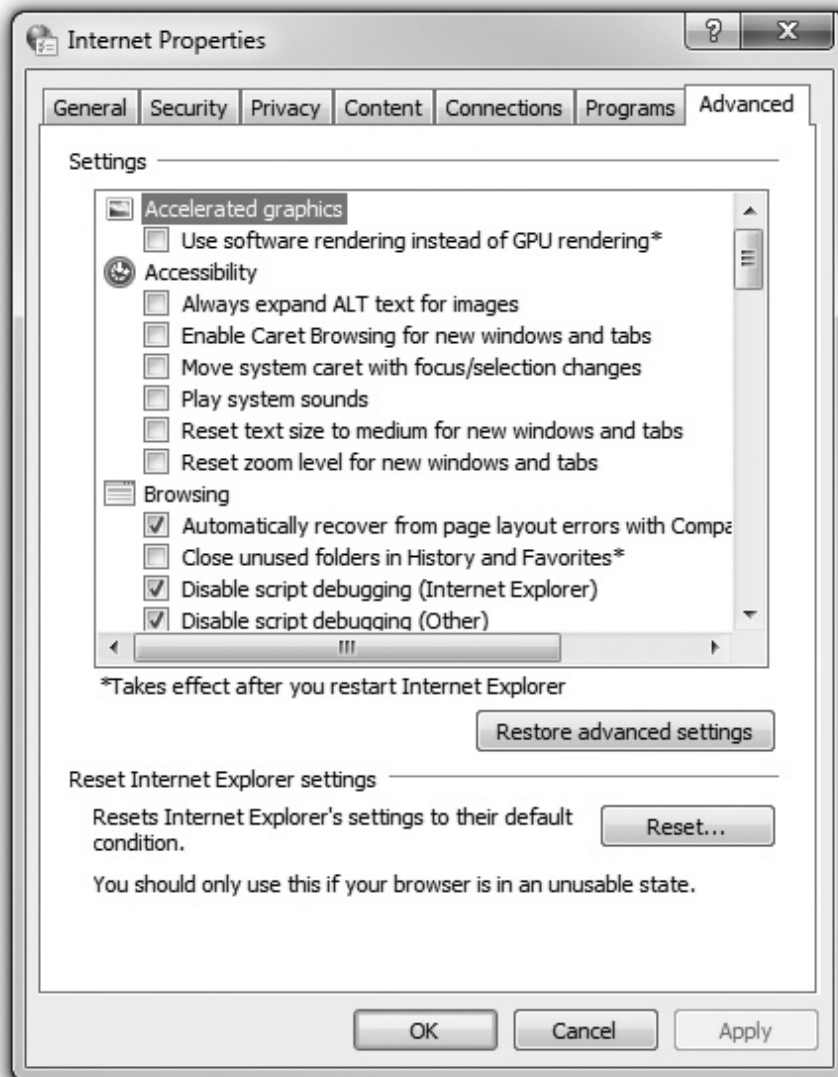 Internet Properties
General Security Privacy Content Connections Programs Advanced
Settings
Accelerated graphics
Use software rendering instead of GPU rendering*
Accessibility
Always expand ALT text for images
Enable Caret Browsing for new windows and tabs
Move system caret with focus/selection changes
Play system sounds
Reset text size to medium for new windows and tabs
Reset zoom level for new windows and tabs
Browsing
Automatically recover from page layout errors with Compa
Close unused folders in History and Favorites*
Disable script debugging (Internet Explorer)
Disable script debugging (Other)
*Takes effect after you restart Internet Explorer
Restore advanced settings
Reset Internet Explorer settings
Resets Internet Explorer's settings to their default
condition.
Reset...
You should only use this if your browser is in an unusable state.
OK Cancel Apply